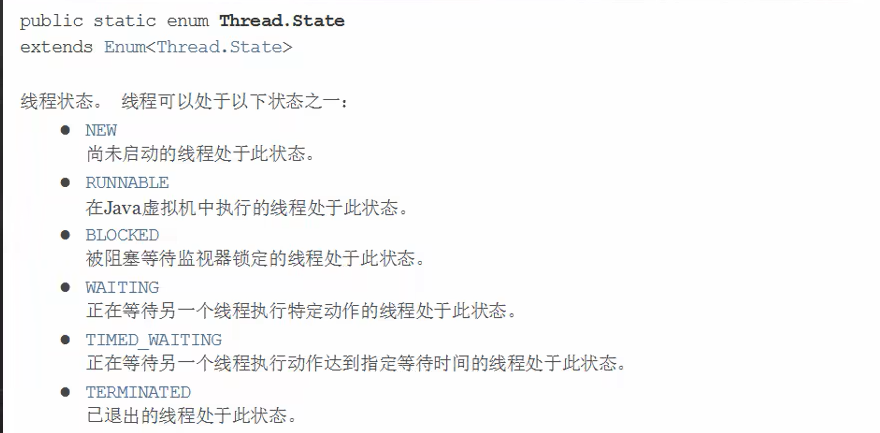 public static enum Thread.State
extends Enum<Thread.State>
线程状态。 线程可以处于以下状态之一：
● NEW
尚未启动的线程处于此状态。
● RUNNABLE
在Java虚拟机中执行的线程处于此状态。
● BLOCKED
被阻塞等待监视器锁定的线程处于此状态。
● WAITING
正在等待另一个线程执行特定动作的线程处于此状态。
● TIMED_WAITING
正在等待另一个线程执行动作达到指定等待时间的线程处于此状态。
● TERMINATED
已退出的线程处于此状态。